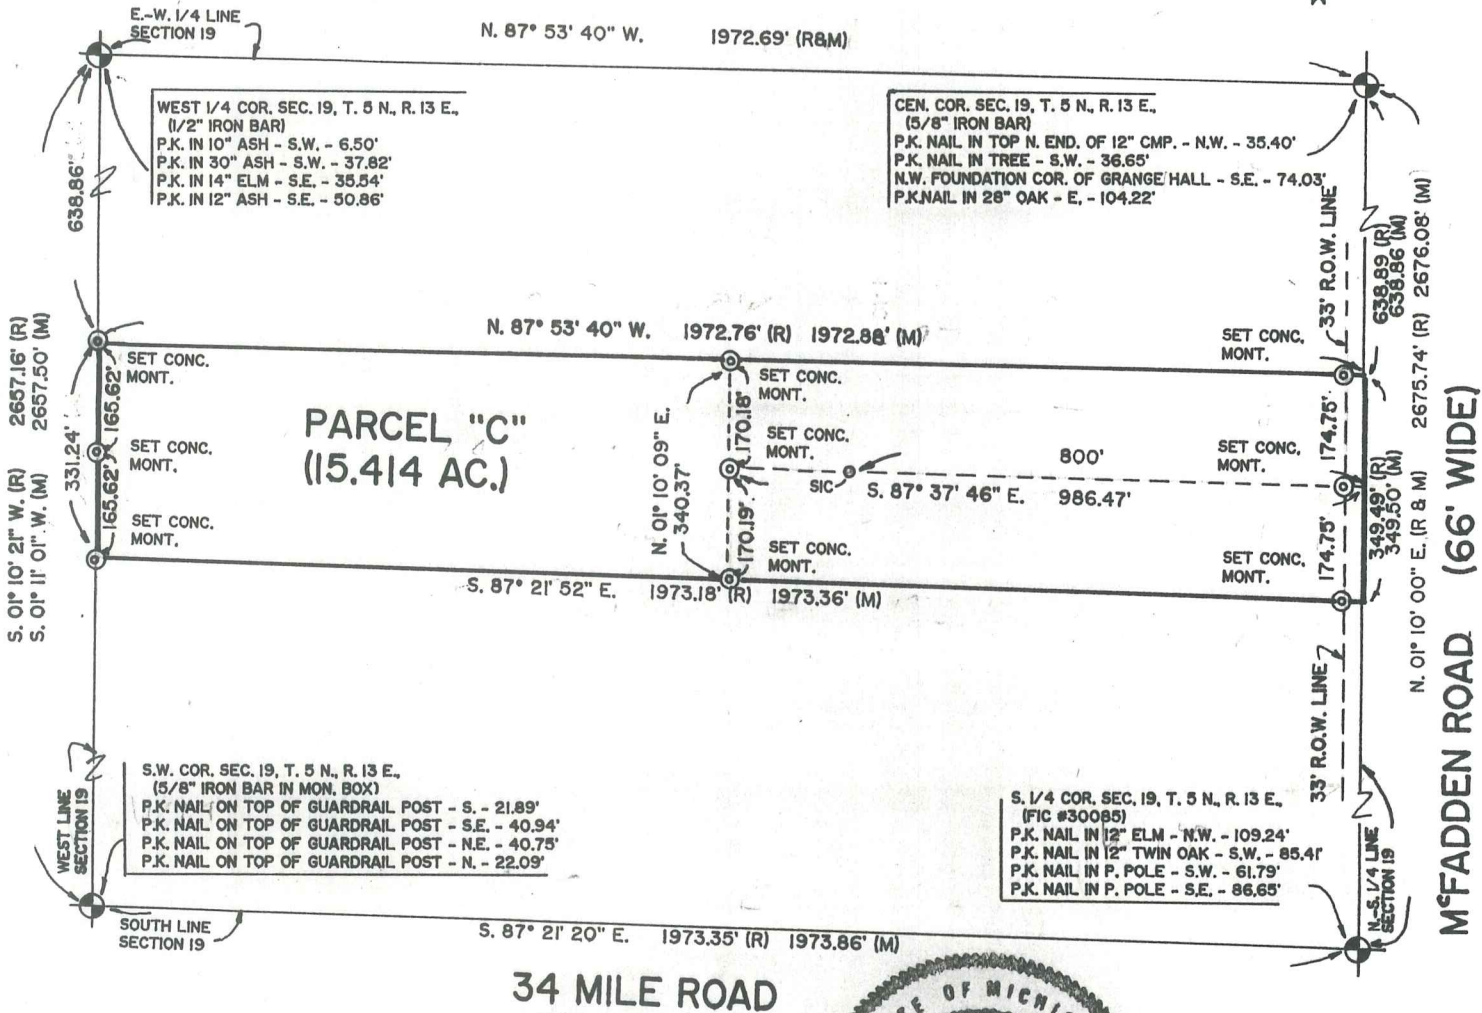 E.-W. 1/4 LINE
SECTION 19
N. 87° 53' 40" W. 1972.69' (R&M)
WEST 1/4 COR. SEC. 19, T. 5 N., R. 13 E.,
(1/2" IRON BAR)
P.K. IN 10" ASH - S.W. - 6.50'
P.K. IN 30" ASH - S.W. - 37.82'
P.K. IN 14" ELM - S.E. - 35.54'
P.K. IN 12" ASH - S.E. - 50.86'
CEN. COR. SEC. 19, T. 5 N., R. 13 E.,
(5/8" IRON BAR)
P.K. NAIL IN TOP N. END. OF 12" CMP. - N.W. - 35.40'
P.K. NAIL IN TREE - S.W. - 36.65'
N.W. FOUNDATION COR. OF GRANGE HALL - S.E. - 74.03'
P.K.NAIL IN 28" OAK - E. - 104.22'
638.86'
33' R.O.W. LINE
638.89 (R)
638.86 (M)
N. 01° 10' 00" E. (R & M) 2675.74' (R) 2676.08' (M)
S. 01° 10' 21" W. (R) 2657.16' (R)
S. 01° 11' 01" W. (M) 2657.50' (M)
N. 87° 53' 40" W. 1972.76' (R) 1972.88' (M)
SET CONC.
MONT.
SET CONC.
MONT.
SET CONC.
MONT.
331.24'
165.62'
165.62'
SET CONC.
MONT.
SET CONC.
MONT.
PARCEL "C"
(15.414 AC.)
N. 01° 10' 09" E.
340.37'
170.18'
170.19'
SET CONC.
MONT.
SIC
800'
S. 87° 37' 46" E. 986.47'
SET CONC.
MONT.
174.75'
174.75'
349.49' (R)
349.50' (M)
SET CONC.
MONT.
SET CONC.
MONT.
SET CONC.
MONT.
S. 87° 21' 52" E. 1973.18' (R) 1973.36' (M)
33' R.O.W. LINE
McFADDEN ROAD (66' WIDE)
WEST LINE
SECTION 19
S.W. COR. SEC. 19, T. 5 N., R. 13 E.,
(5/8" IRON BAR IN MON. BOX)
P.K. NAIL ON TOP OF GUARDRAIL POST - S. - 21.89'
P.K. NAIL ON TOP OF GUARDRAIL POST - S.E. - 40.94'
P.K. NAIL ON TOP OF GUARDRAIL POST - N.E. - 40.75'
P.K. NAIL ON TOP OF GUARDRAIL POST - N. - 22.09'
S. 1/4 COR. SEC. 19, T. 5 N., R. 13 E.,
(FIC #30085)
P.K. NAIL IN 12" ELM - N.W. - 109.24'
P.K. NAIL IN 12" TWIN OAK - S.W. - 85.41'
P.K. NAIL IN P. POLE - S.W. - 61.79'
P.K. NAIL IN P. POLE - S.E. - 86.65'
N.-S. 1/4 LINE
SECTION 19
SOUTH LINE
SECTION 19
S. 87° 21' 20" E. 1973.35' (R) 1973.86' (M)
34 MILE ROAD
OF